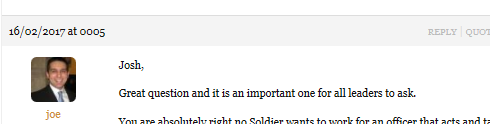 16/02/2017 at 0005 REPLY | QUOT
Josh,
joe
Great question and it is an important one for all leaders to ask.
You are absolutely right no Soldier wants to work for an officer that acts and ta